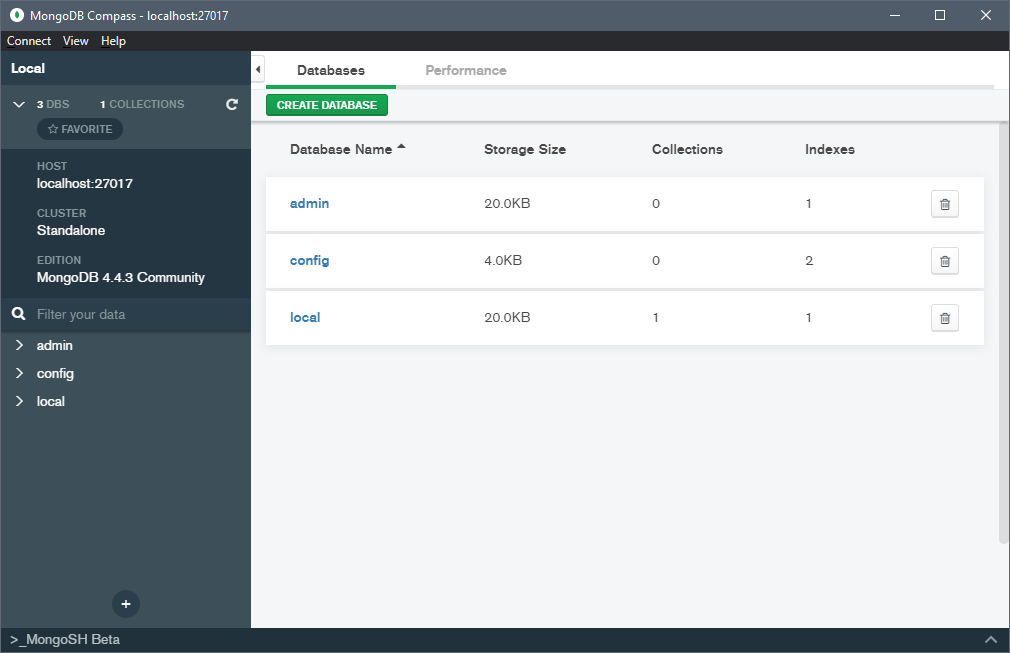 MongoDB Compass - localhost:27017
Connect View Help
Local
3 DBS 1 COLLECTIONS
FAVORITE
HOST
localhost:27017
CLUSTER
Standalone
EDITION
MongoDB 4.4.3 Community
Filter your data
admin
config
local
Databases Performance
CREATE DATABASE
Database Name Storage Size Collections Indexes
admin 20.0KB 0 1
config 4.0KB 0 2
local 20.0KB 1 1
>_MongoSH Beta